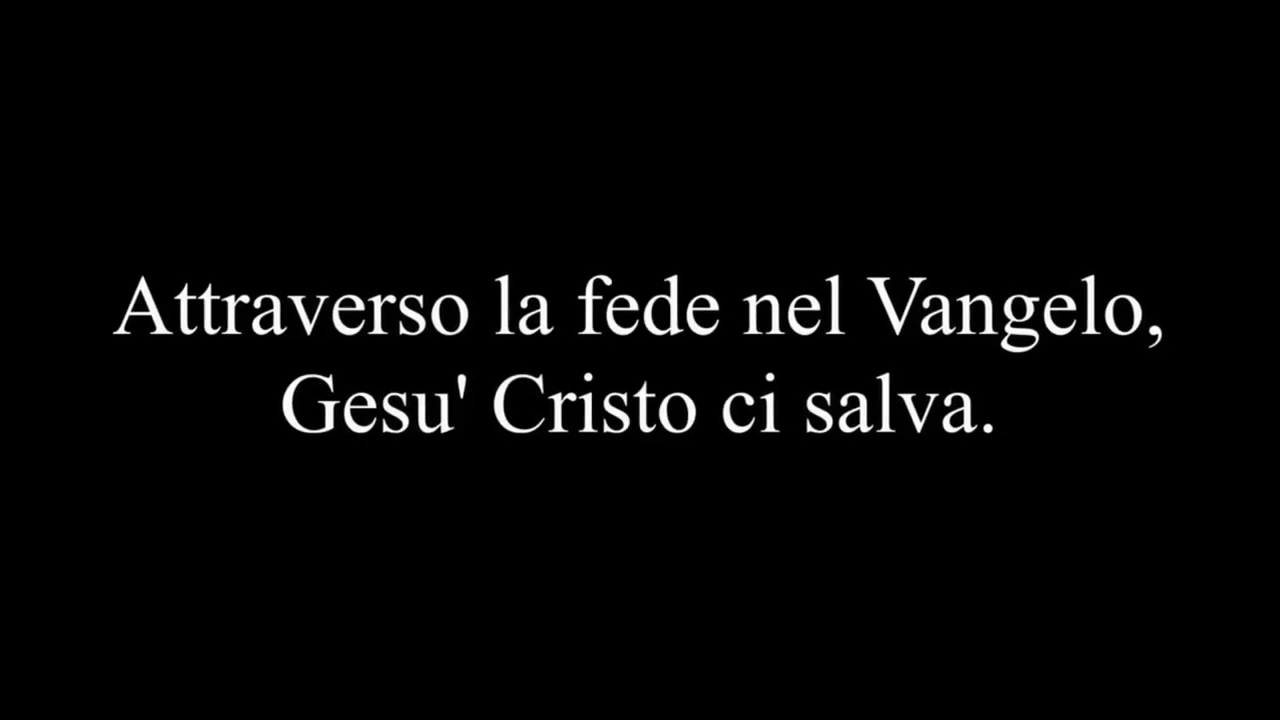 Attraverso la fede nel Vangelo,
Gesu' Cristo ci salva.